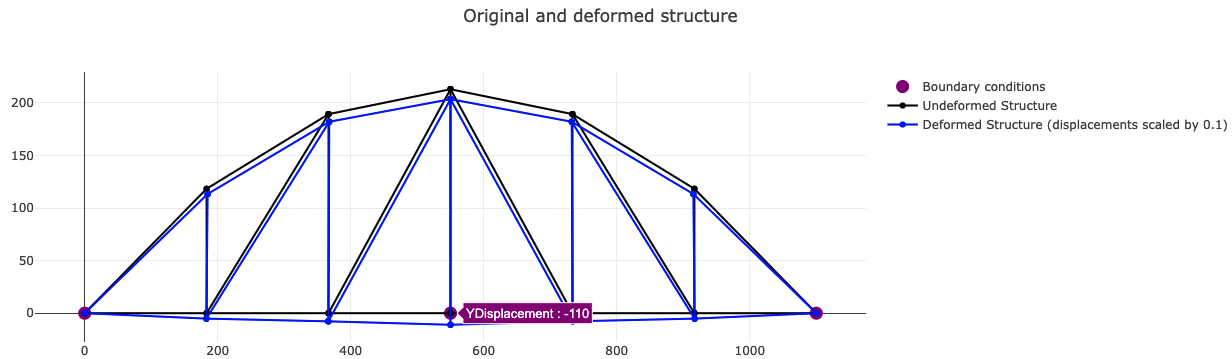 Original and deformed structure
Boundary conditions
Undeformed Structure
Deformed Structure (displacements scaled by 0.1)
200
150
100
50
0
YDisplacement : -110
0
200
400
600
800
1000